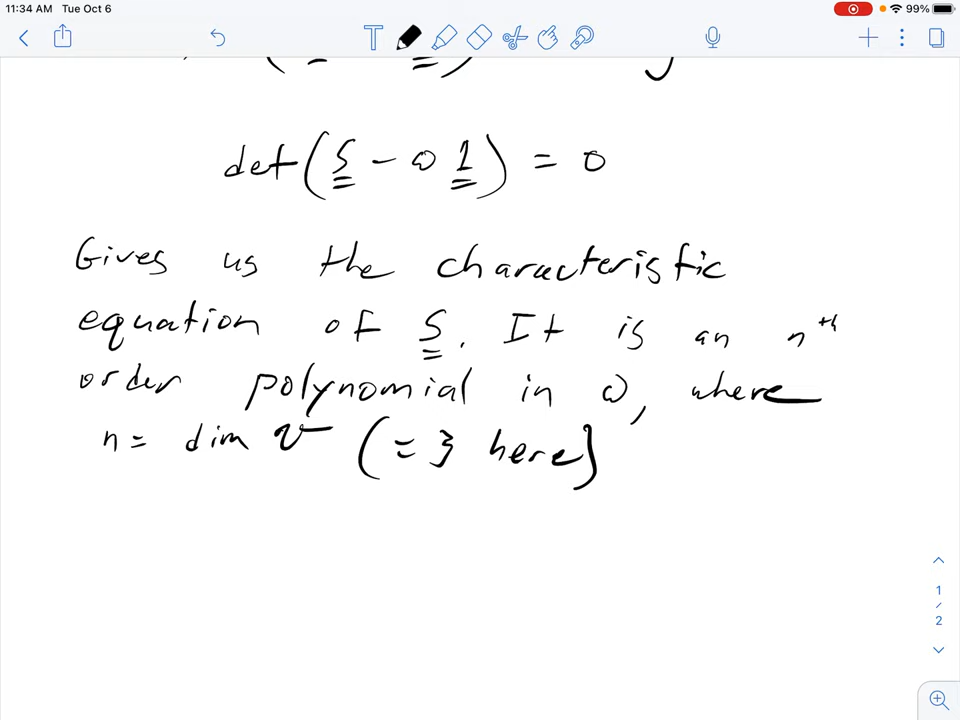 11:34 AM Tue Oct 6
99%
det(S - ω 1) = 0
Gives us the characteristic
equation of S. It is an nth
order polynomial in ω, where
n = dim V (= 3 here)
1
/
2